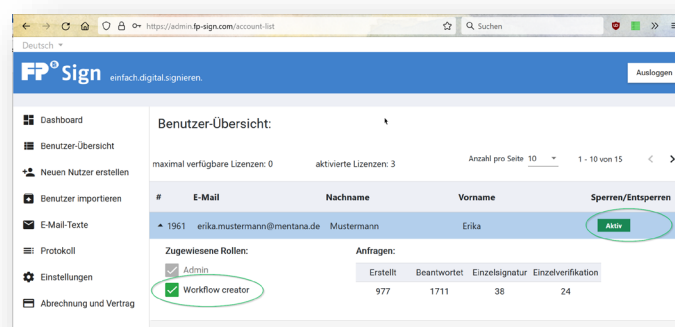 https://admin.fp-sign.com/account-list
Suchen
Deutsch
FP Sign einfach.digital.signieren.
Ausloggen
Dashboard
Benutzer-Übersicht
Neuen Nutzer erstellen
Benutzer importieren
E-Mail-Texte
Protokoll
Einstellungen
Abrechnung und Vertrag
Benutzer-Übersicht:
maximal verfügbare Lizenzen: 0 aktivierte Lizenzen: 3 Anzahl pro Seite 10 1 - 10 von 15
# E-Mail Nachname Vorname Sperren/Entsperren
1961 erika.mustermann@mentana.de Mustermann Erika Aktiv
Zugewiesene Rollen: Anfragen:
Admin
Workflow creator
Erstellt Beantwortet Einzelsignatur Einzelverifikation
977 1711 38 24